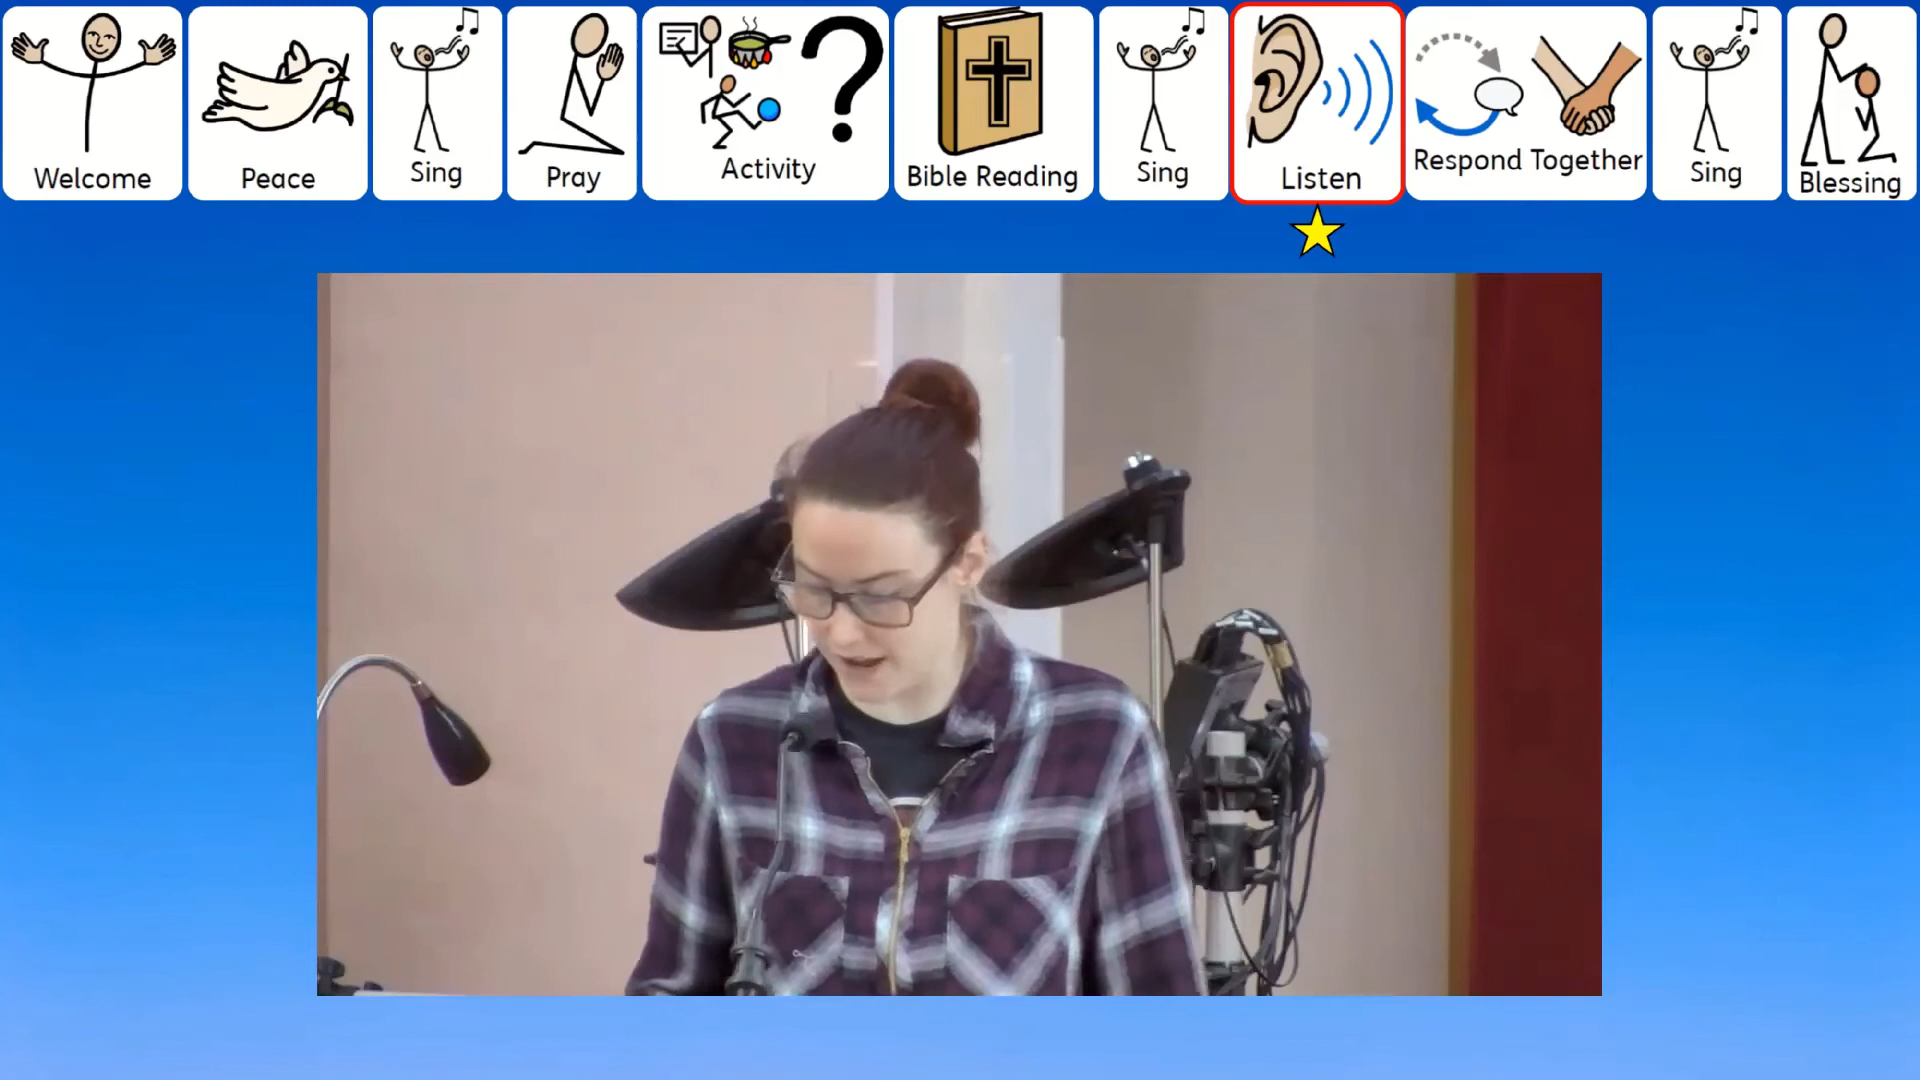 Welcome
Peace
Sing
Pray
Activity
Bible Reading
Sing
Listen
Respond Together
Sing
Blessing